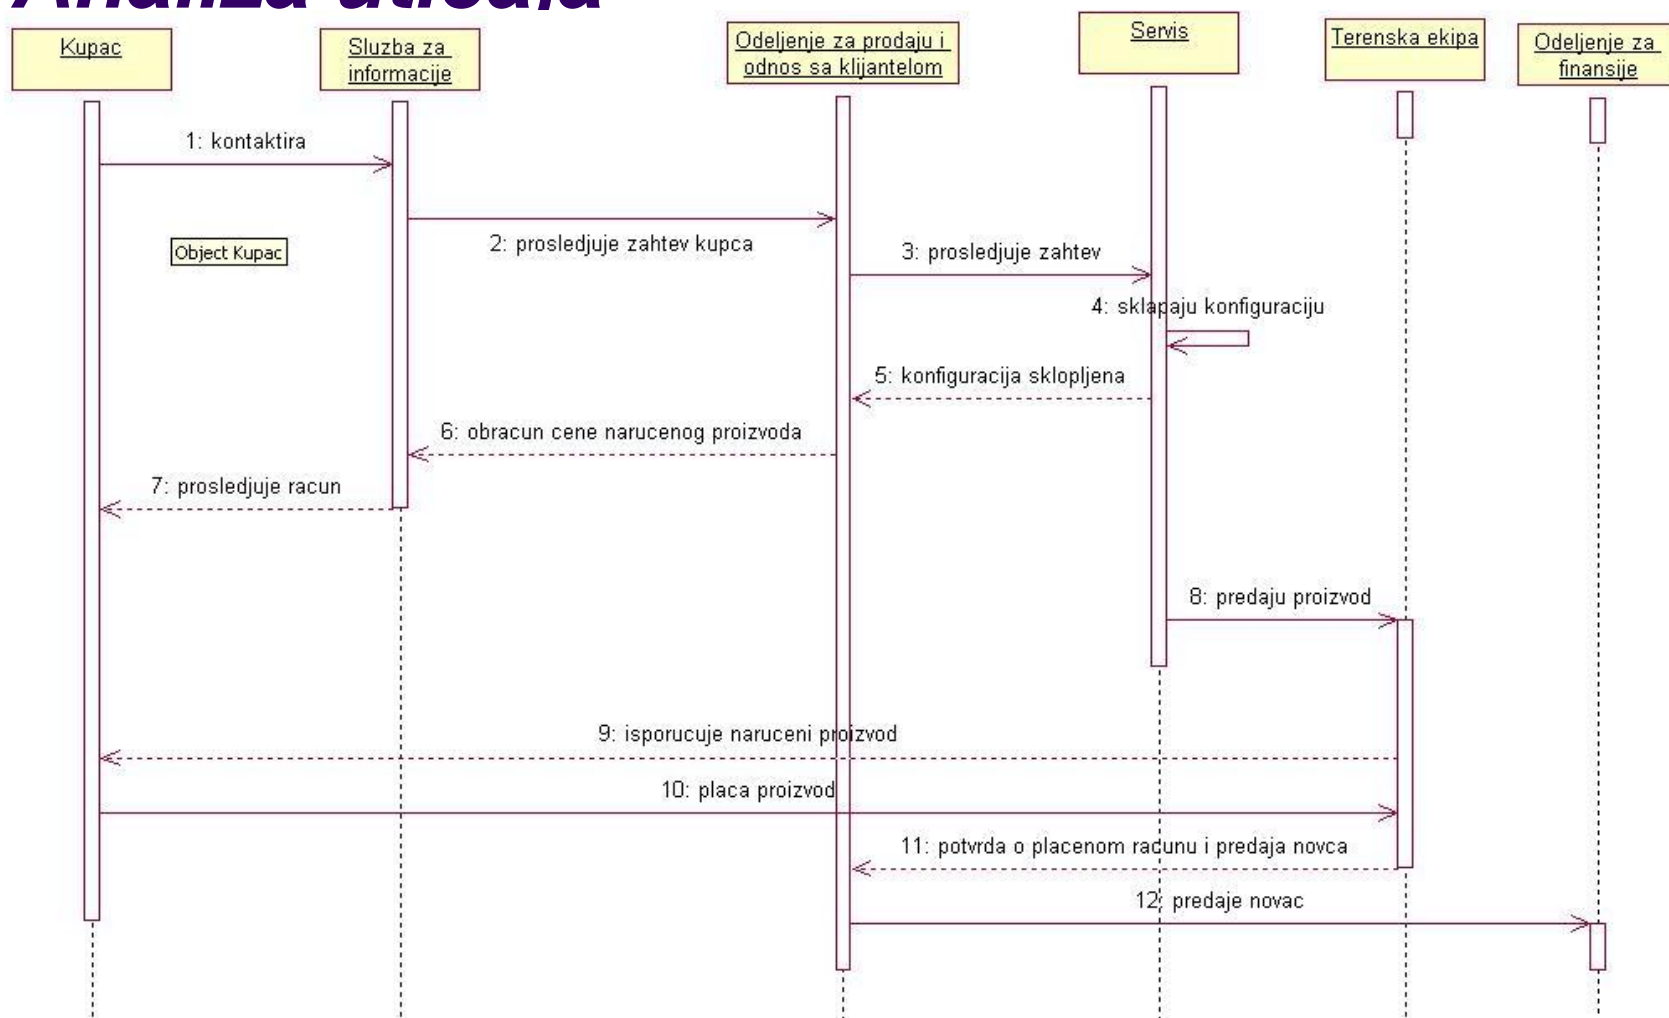 Analiza uticaja
Kupac
Sluzba za
informacije
Odeljenje za prodaju i
odnos sa klijantelom
Servis
Terenska ekipa
Odeljenje za
finansije
1: kontaktira
2: prosledjuje zahtev kupca
Object Kupac
3: prosledjuje zahtev
4: sklapaju konfiguraciju
5: konfiguracija sklopljena
6: obracun cene narucenog proizvoda
7: prosledjuje racun
8: predaju proizvod
9: isporucuje naruceni proizvod
10: placa proizvod
11: potvrda o placenom racunu i predaja novca
12: predaje novac